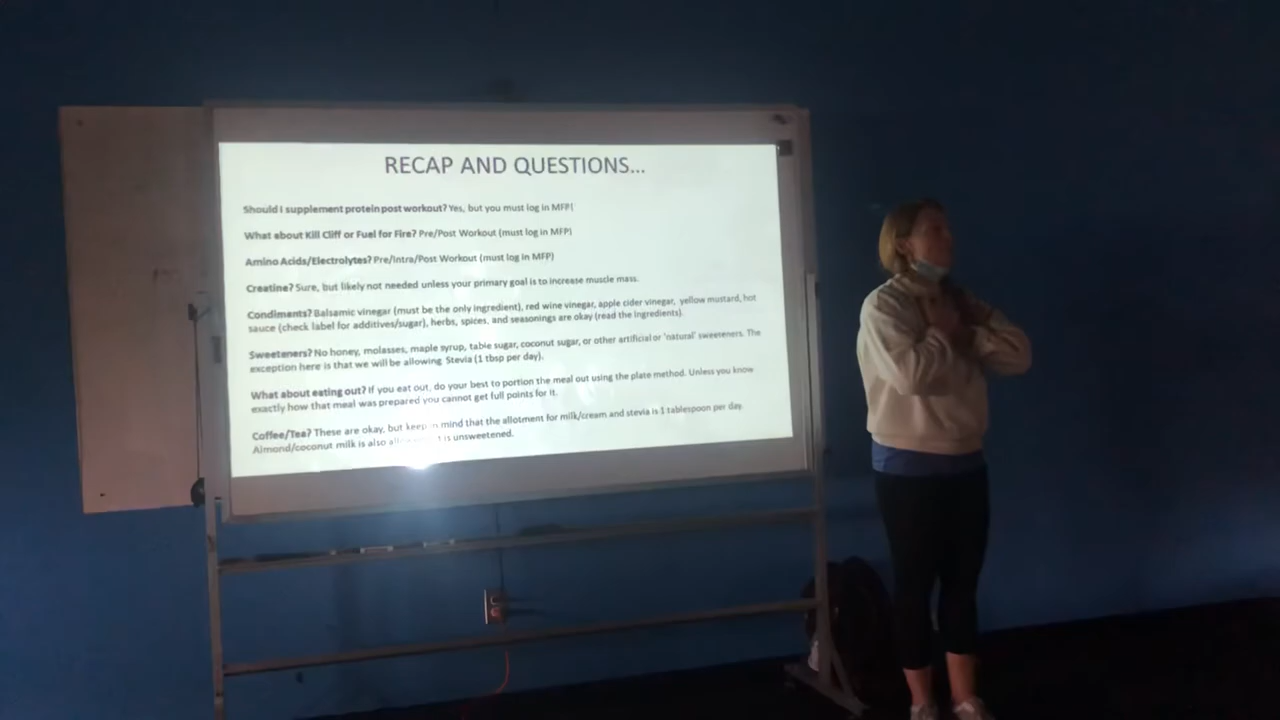 RECAP AND QUESTIONS...
Should I supplement protein post workout? Yes, but you must log in MFP(
What about Kill Cliff or Fuel for Fire? Pre/Post Workout (must log in MFP)
Amino Acids/Electrolytes? Pre/Intra/Post Workout (must log in MFP)
Creatine? Sure, but likely not needed unless your primary goal is to increase muscle mass.
Condiments? Balsamic vinegar (must be the only ingredient), red wine vinegar, apple cider vinegar, yellow mustard, hot
sauce (check label for additives/sugar), herbs, spices, and seasonings are okay (read the ingredients).
Sweeteners? No honey, molasses, maple syrup, table sugar, coconut sugar, or other artificial or 'natural' sweeteners. The
exception here is that we will be allowing Stevia (1 tbsp per day).
What about eating out? If you eat out, do your best to portion the meal out using the plate method. Unless you know
exactly how that meal was prepared you cannot get full points for it.
Coffee/Tea? These are okay, but keep in mind that the allotment for milk/cream and stevia is 1 tablespoon per day.
Almond/coconut milk is also is unsweetened.